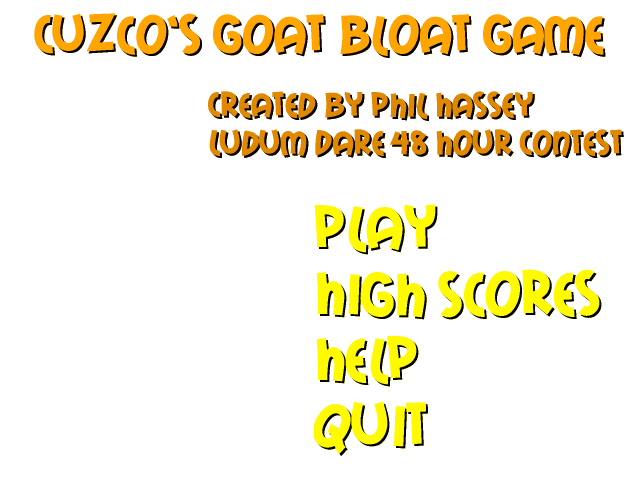 CUZCO'S GOAT BLOAT GAME
CREATED BY PHIL HASSEY
LUDUM DARE 48 HOUR CONTEST
PLAY
HIGH SCORES
HELP
QUIT